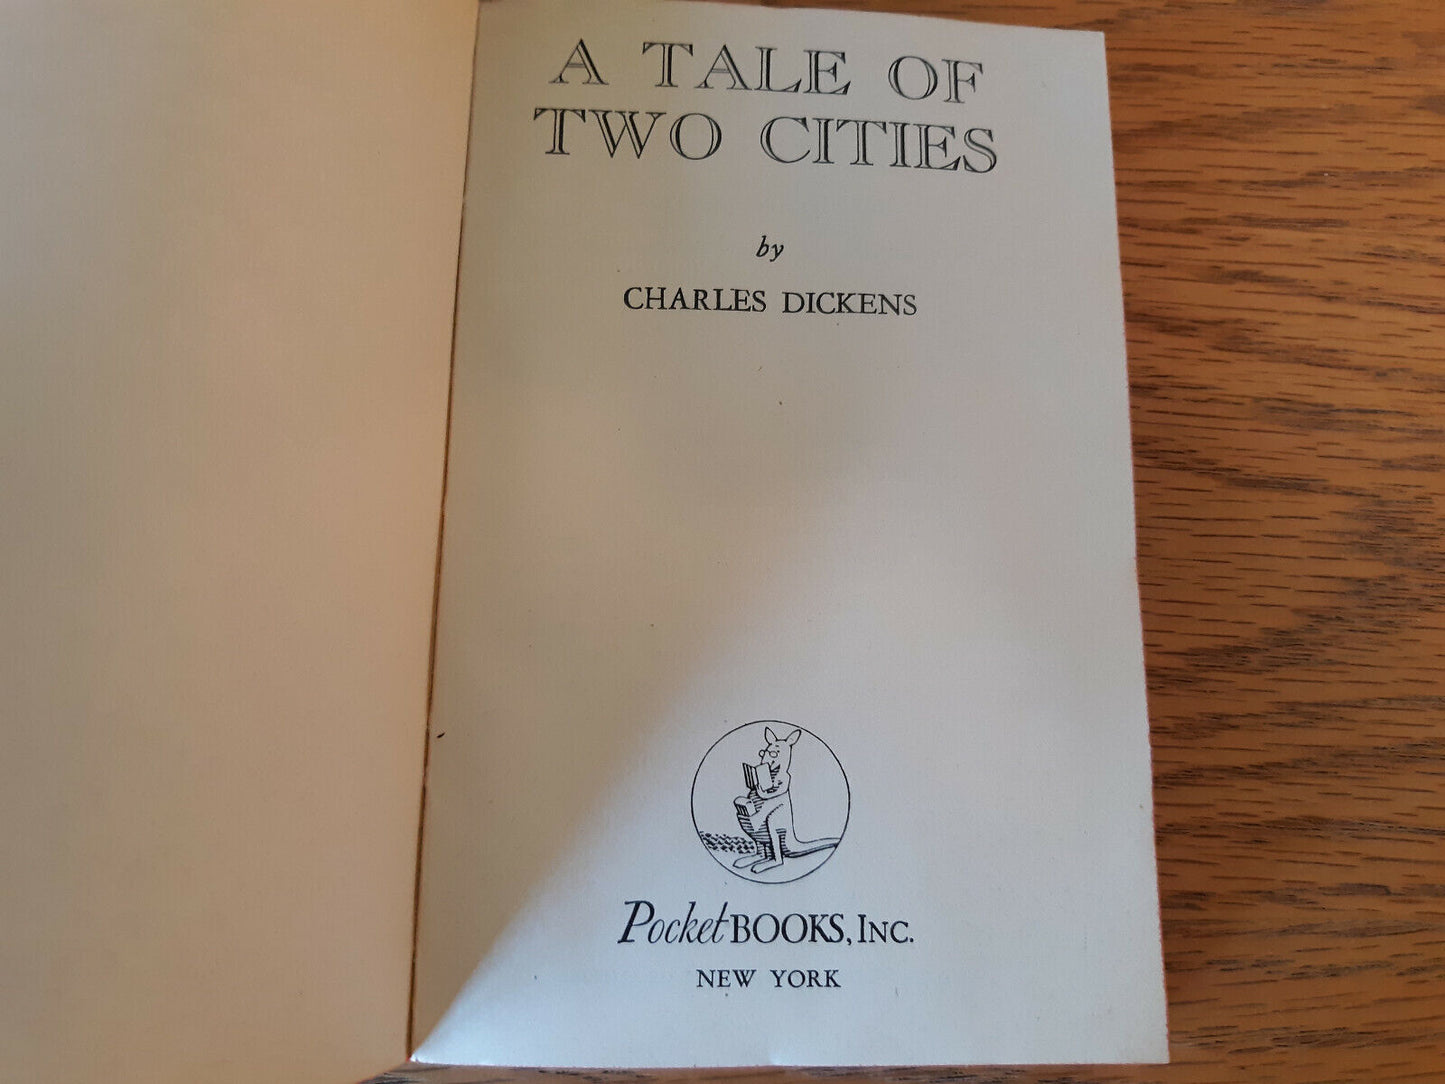 A TALE OF
TWO CITIES
by
CHARLES DICKENS
PocketBOOKS, INC.
NEW YORK